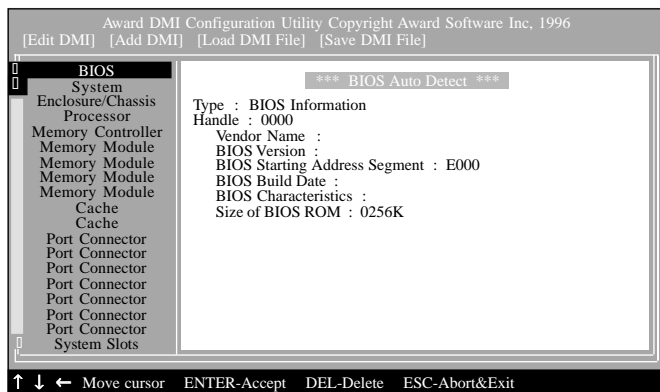 Award DMI Configuration Utility Copyright Award Software Inc, 1996
[Edit DMI] [Add DMI] [Load DMI File] [Save DMI File]
BIOS
System
Enclosure/Chassis
Processor
Memory Controller
Memory Module
Memory Module
Memory Module
Memory Module
Cache
Cache
Port Connector
Port Connector
Port Connector
Port Connector
Port Connector
Port Connector
Port Connector
System Slots
*** BIOS Auto Detect ***
Type : BIOS Information
Handle : 0000
Vendor Name :
BIOS Version :
BIOS Starting Address Segment : E000
BIOS Build Date :
BIOS Characteristics :
Size of BIOS ROM : 0256K
↑ ↓ ← Move cursor ENTER-Accept DEL-Delete ESC-Abort&Exit